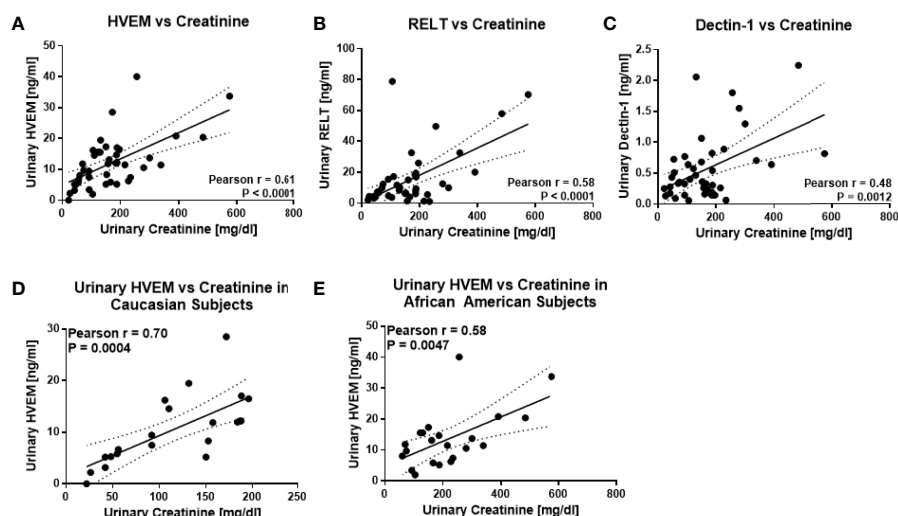 A
HVEM vs Creatinine
50
40
30
20
10
0
Urinary HVEM [ng/ml]
Pearson r = 0.61
P < 0.0001
0 200 400 600 800
Urinary Creatinine [mg/dl]
B
RELT vs Creatinine
100
80
60
40
20
0
Urinary RELT [ng/ml]
Pearson r = 0.58
P < 0.0001
0 200 400 600 800
Urinary Creatinine [mg/dl]
C
Dectin-1 vs Creatinine
2.5
2.0
1.5
1.0
0.5
0.0
Urinary Dectin-1 [ng/ml]
Pearson r = 0.48
P = 0.0012
0 200 400 600 800
Urinary Creatinine [mg/dl]
D
Urinary HVEM vs Creatinine in
Caucasian Subjects
Pearson r = 0.70
P = 0.0004
30
20
10
0
Urinary HVEM [ng/ml]
0 50 100 150 200 250
Urinary Creatinine [mg/dl]
E
Urinary HVEM vs Creatinine in
African American Subjects
Pearson r = 0.58
P = 0.0047
50
40
30
20
10
0
Urinary HVEM [ng/ml]
0 200 400 600 800
Urinary Creatinine [mg/dl]